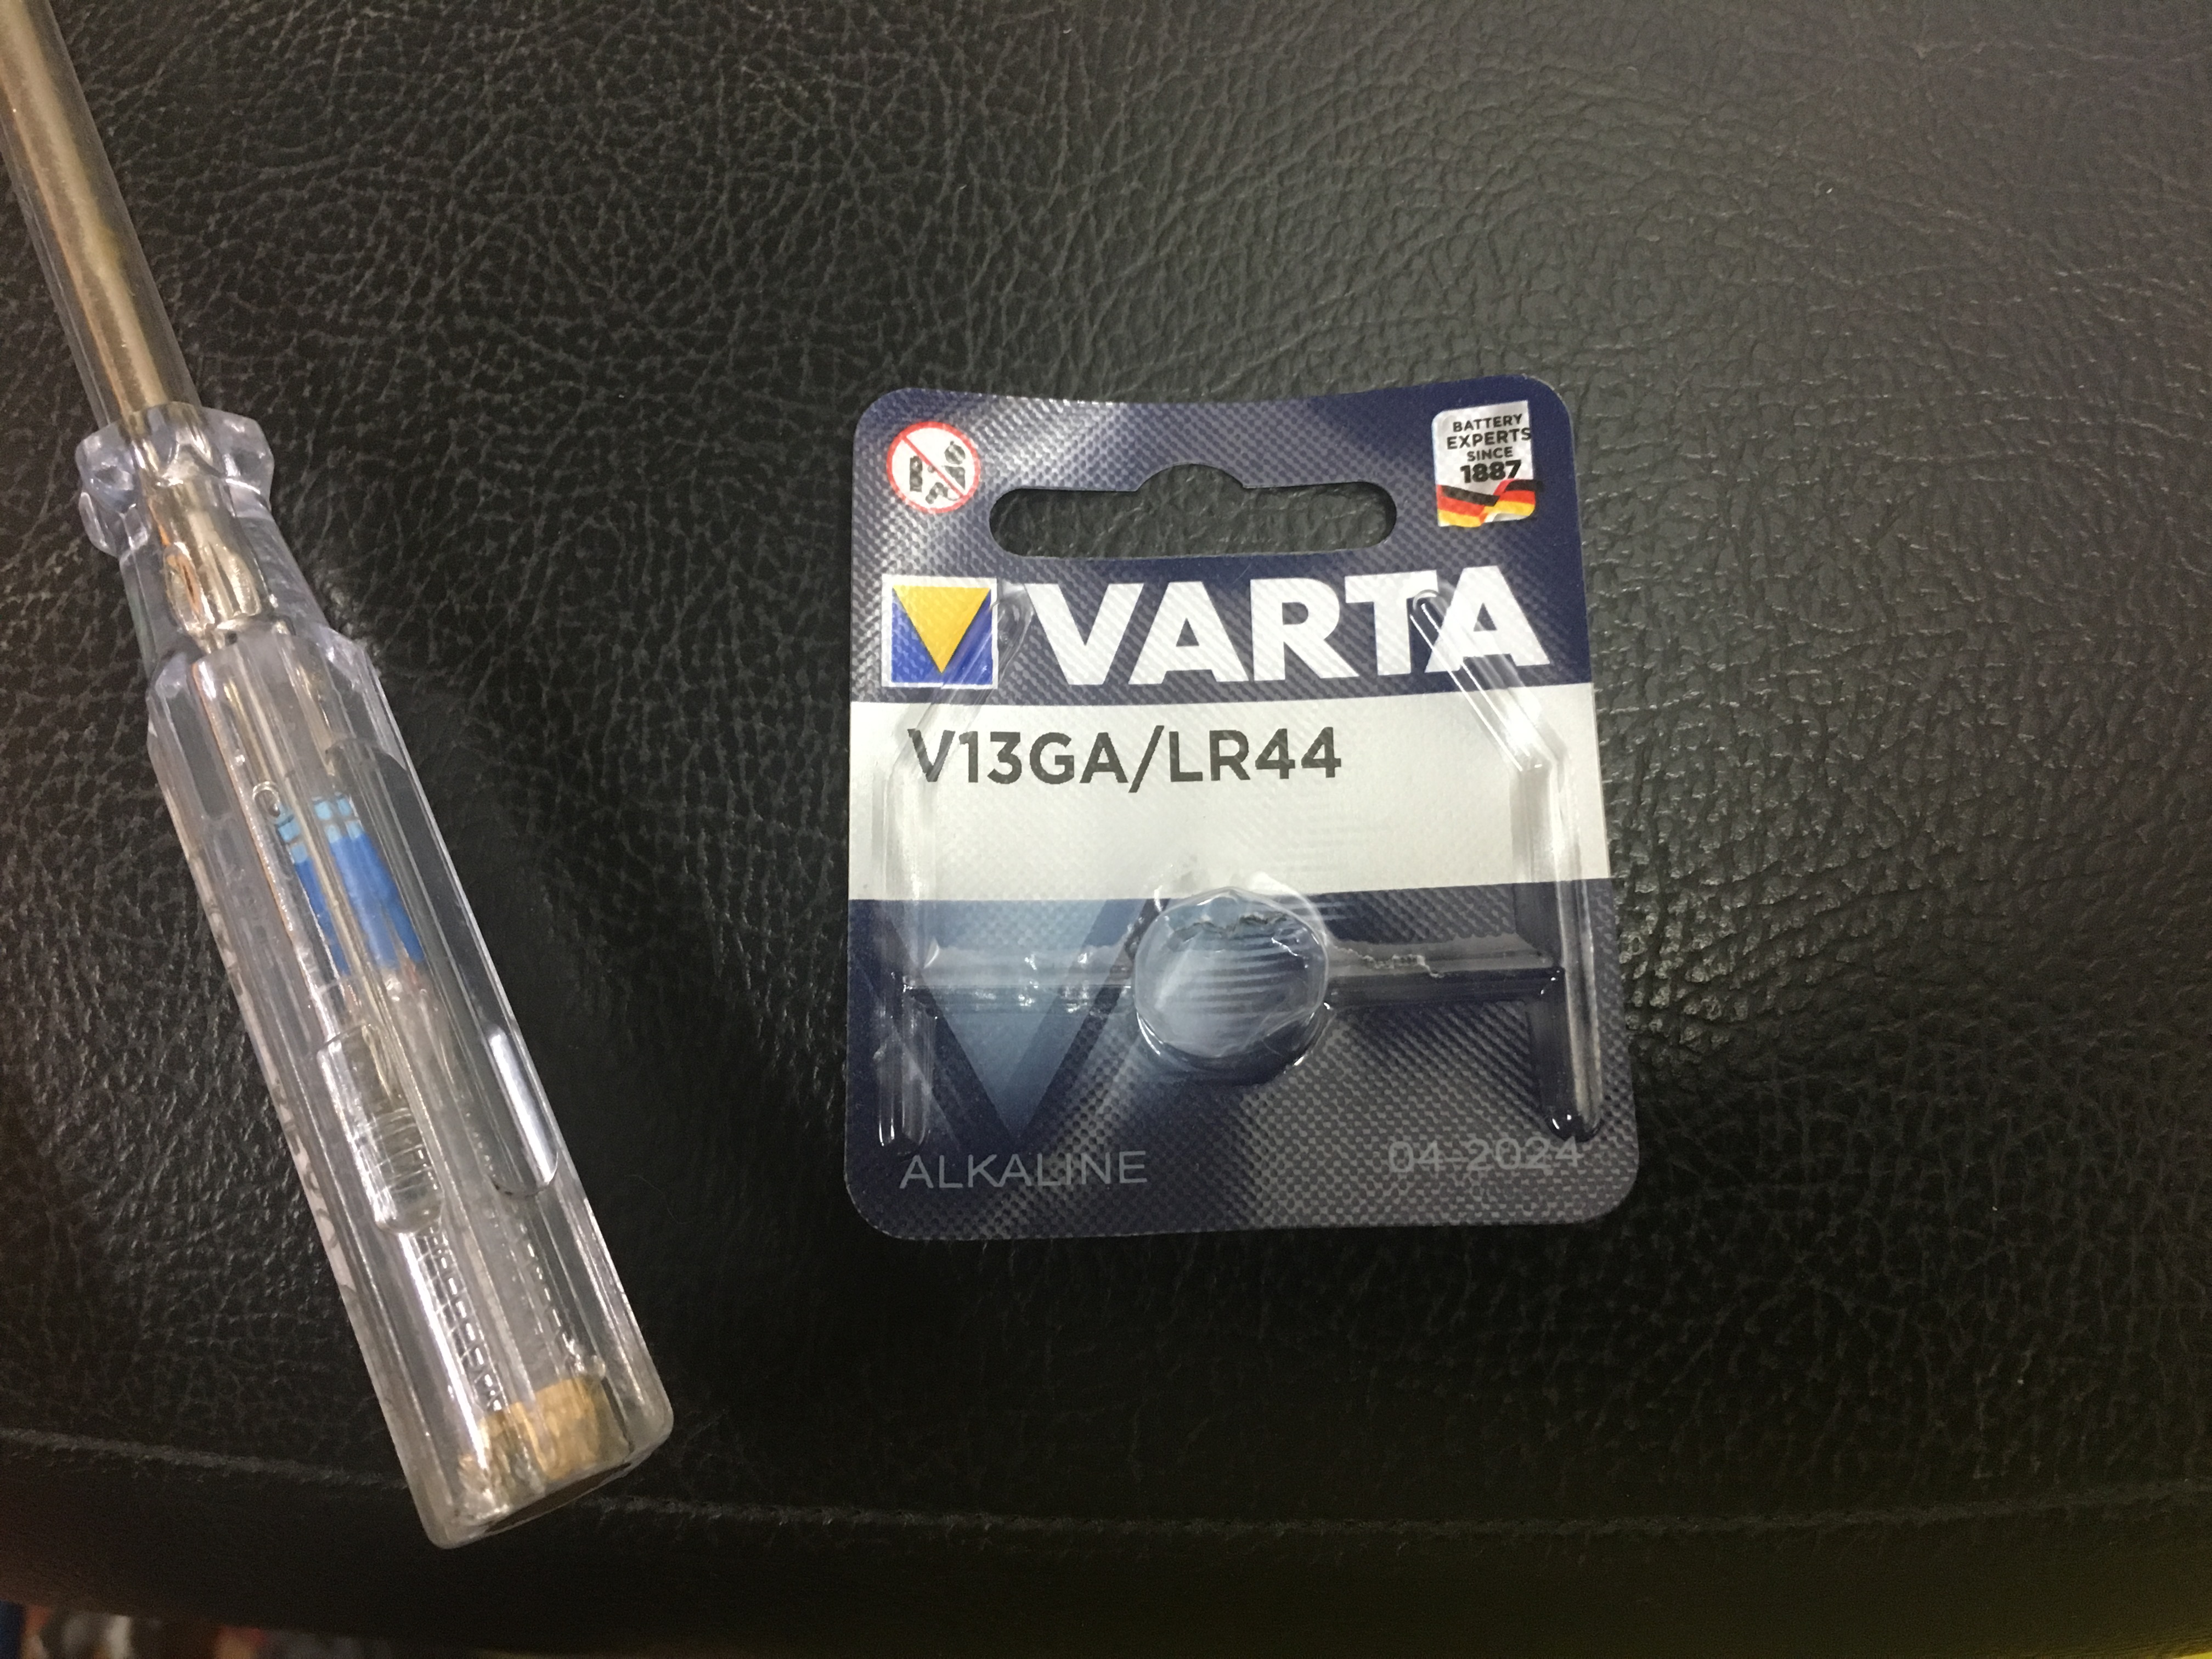 BATTERY
EXPERTS
SINCE
1887
VARTA
V13GA/LR44
ALKALINE
04-2024